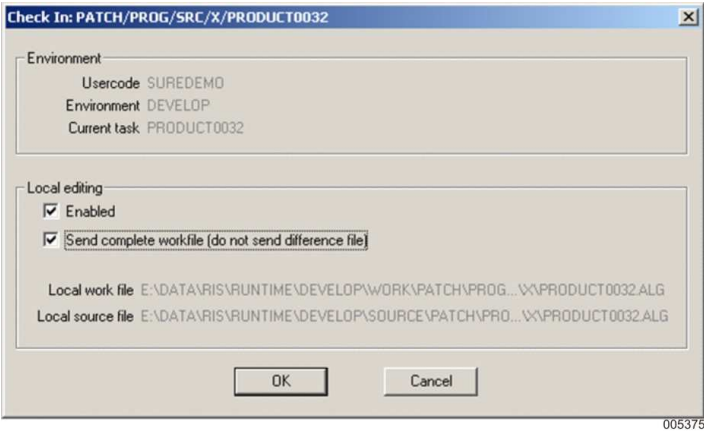 Check In: PATCH/PROG/SRC/X/PRODUCT0032
Environment
Usercode SUREDEMO
Environment DEVELOP
Current task PRODUCT0032
Local editing
Enabled
Send complete workfile (do not send difference file)
Local work file E:\DATA\RIS\RUNTIME\DEVELOP\WORK\PATCH\PROG...\X\PRODUCT0032.ALG
Local source file E:\DATA\RIS\RUNTIME\DEVELOP\SOURCE\PATCH\PRO...\X\PRODUCT0032.ALG
OK Cancel
005375